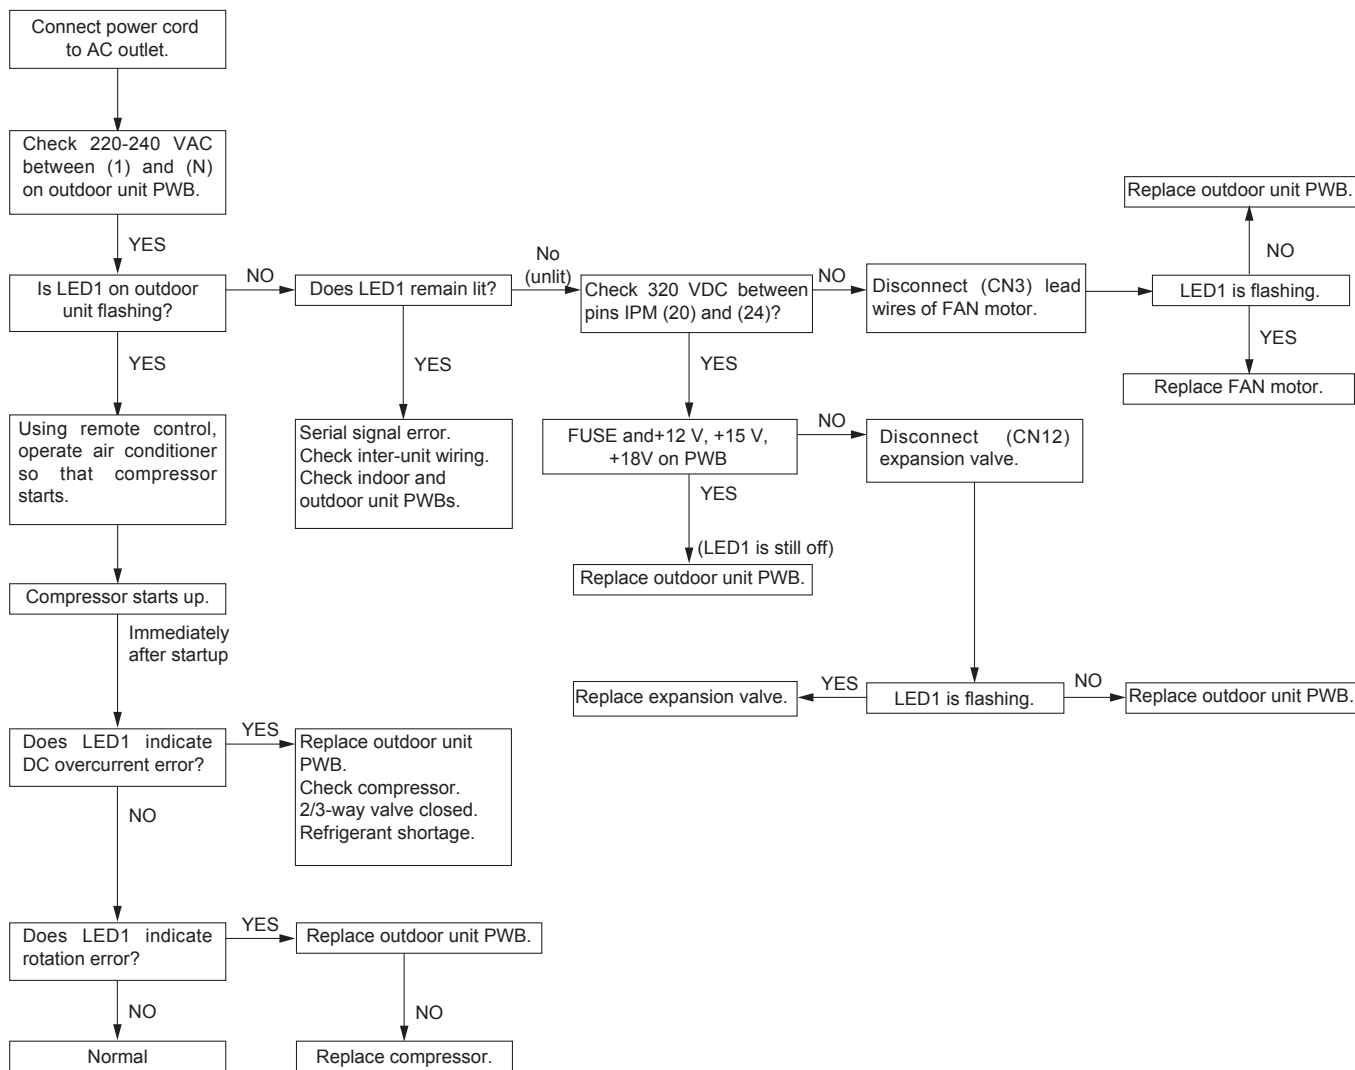 Connect power cord
to AC outlet.
Check 220-240 VAC
between (1) and (N)
on outdoor unit PWB.
YES
Is LED1 on outdoor
unit flashing?
NO
Does LED1 remain lit?
No
(unlit)
Check 320 VDC between
pins IPM (20) and (24)?
NO
Disconnect (CN3) lead
wires of FAN motor.
LED1 is flashing.
NO
Replace outdoor unit PWB.
YES
Replace FAN motor.
YES
Using remote control,
operate air conditioner
so that compressor
starts.
YES
Serial signal error.
Check inter-unit wiring.
Check indoor and
outdoor unit PWBs.
YES
FUSE and+12 V, +15 V,
+18V on PWB
NO
Disconnect (CN12)
expansion valve.
YES
(LED1 is still off)
Replace outdoor unit PWB.
Compressor starts up.
Immediately
after startup
Replace expansion valve.
YES
LED1 is flashing.
NO
Replace outdoor unit PWB.
Does LED1 indicate
DC overcurrent error?
YES
Replace outdoor unit
PWB.
Check compressor.
2/3-way valve closed.
Refrigerant shortage.
NO
Does LED1 indicate
rotation error?
YES
Replace outdoor unit PWB.
NO
NO
Normal
Replace compressor.